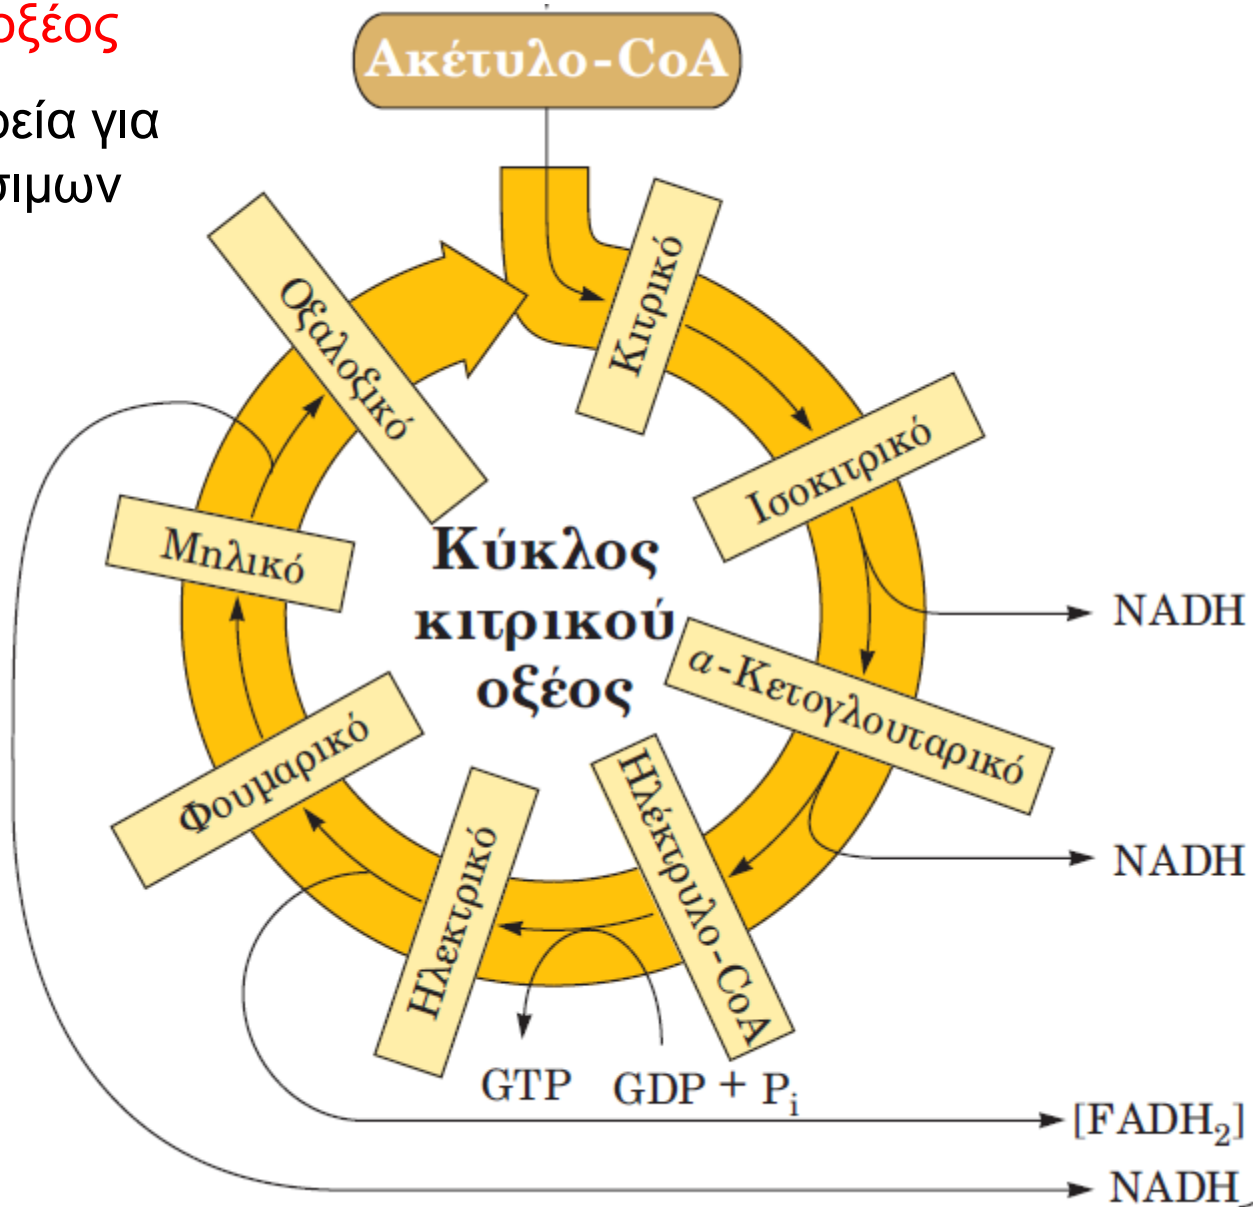 οξέος
ρεία για
σιμων
Ακέτυλο-CoA
Κιτρικό
Ισοκιτρικό
NADH
α-Κετογλουταρικό
NADH
Ηλέκτρυλο-CoA
GDP + Pi
GTP
Ηλεκτρικό
[FADH2]
Φουμαρικό
Μηλικό
NADH
Οξαλοξικό
Κύκλος
κιτρικού
οξέος